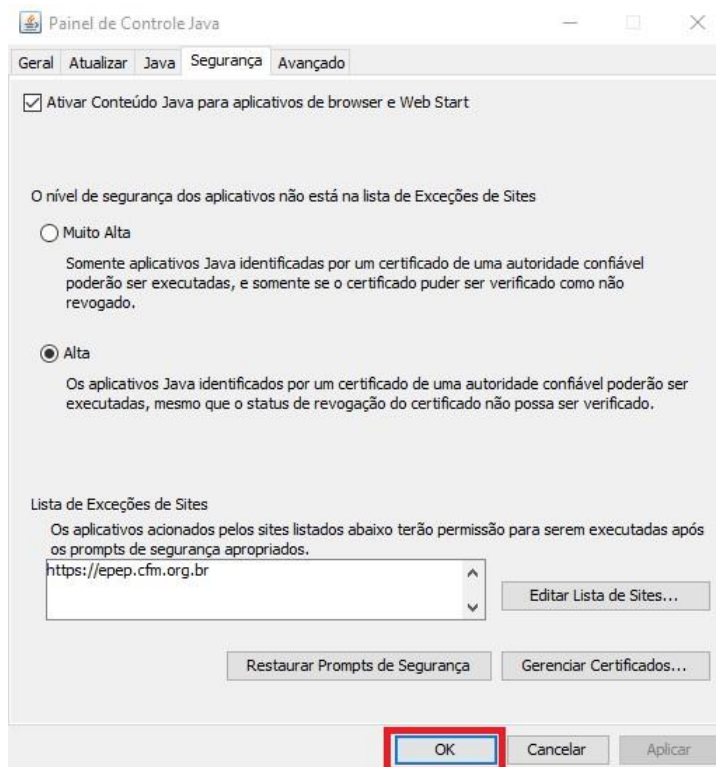 Painel de Controle Java
Geral Atualizar Java Segurança Avançado
Ativar Conteúdo Java para aplicativos de browser e Web Start
O nível de segurança dos aplicativos não está na lista de Exceções de Sites
Muito Alta
Somente aplicativos Java identificadas por um certificado de uma autoridade confiável
poderão ser executadas, e somente se o certificado puder ser verificado como não
revogado.
Alta
Os aplicativos Java identificados por um certificado de uma autoridade confiável poderão ser
executadas, mesmo que o status de revogação do certificado não possa ser verificado.
Lista de Exceções de Sites
Os aplicativos acionados pelos sites listados abaixo terão permissão para serem executadas após
os prompts de segurança apropriados.
https://epep.cfm.org.br
Editar Lista de Sites...
Restaurar Prompts de Segurança Gerenciar Certificados...
OK Cancelar Aplicar